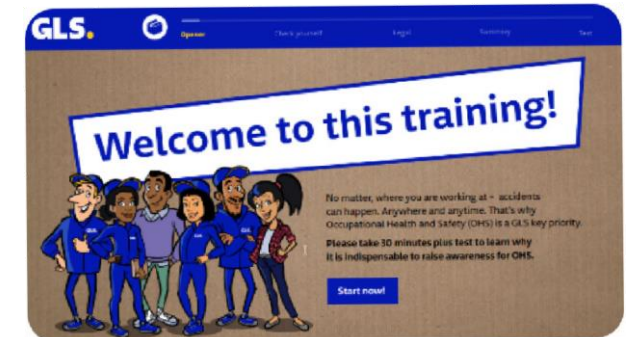 GLS.
Opener
Check yourself
Legal
Summary
Test
Welcome to this training!
No matter, where you are working at - accidents
can happen. Anywhere and anytime. That's why
Occupational Health and Safety (OHS) is a GLS key priority.
Please take 30 minutes plus test to learn why
it is indispensable to raise awareness for OHS.
Start now!
GLS.
GLS.